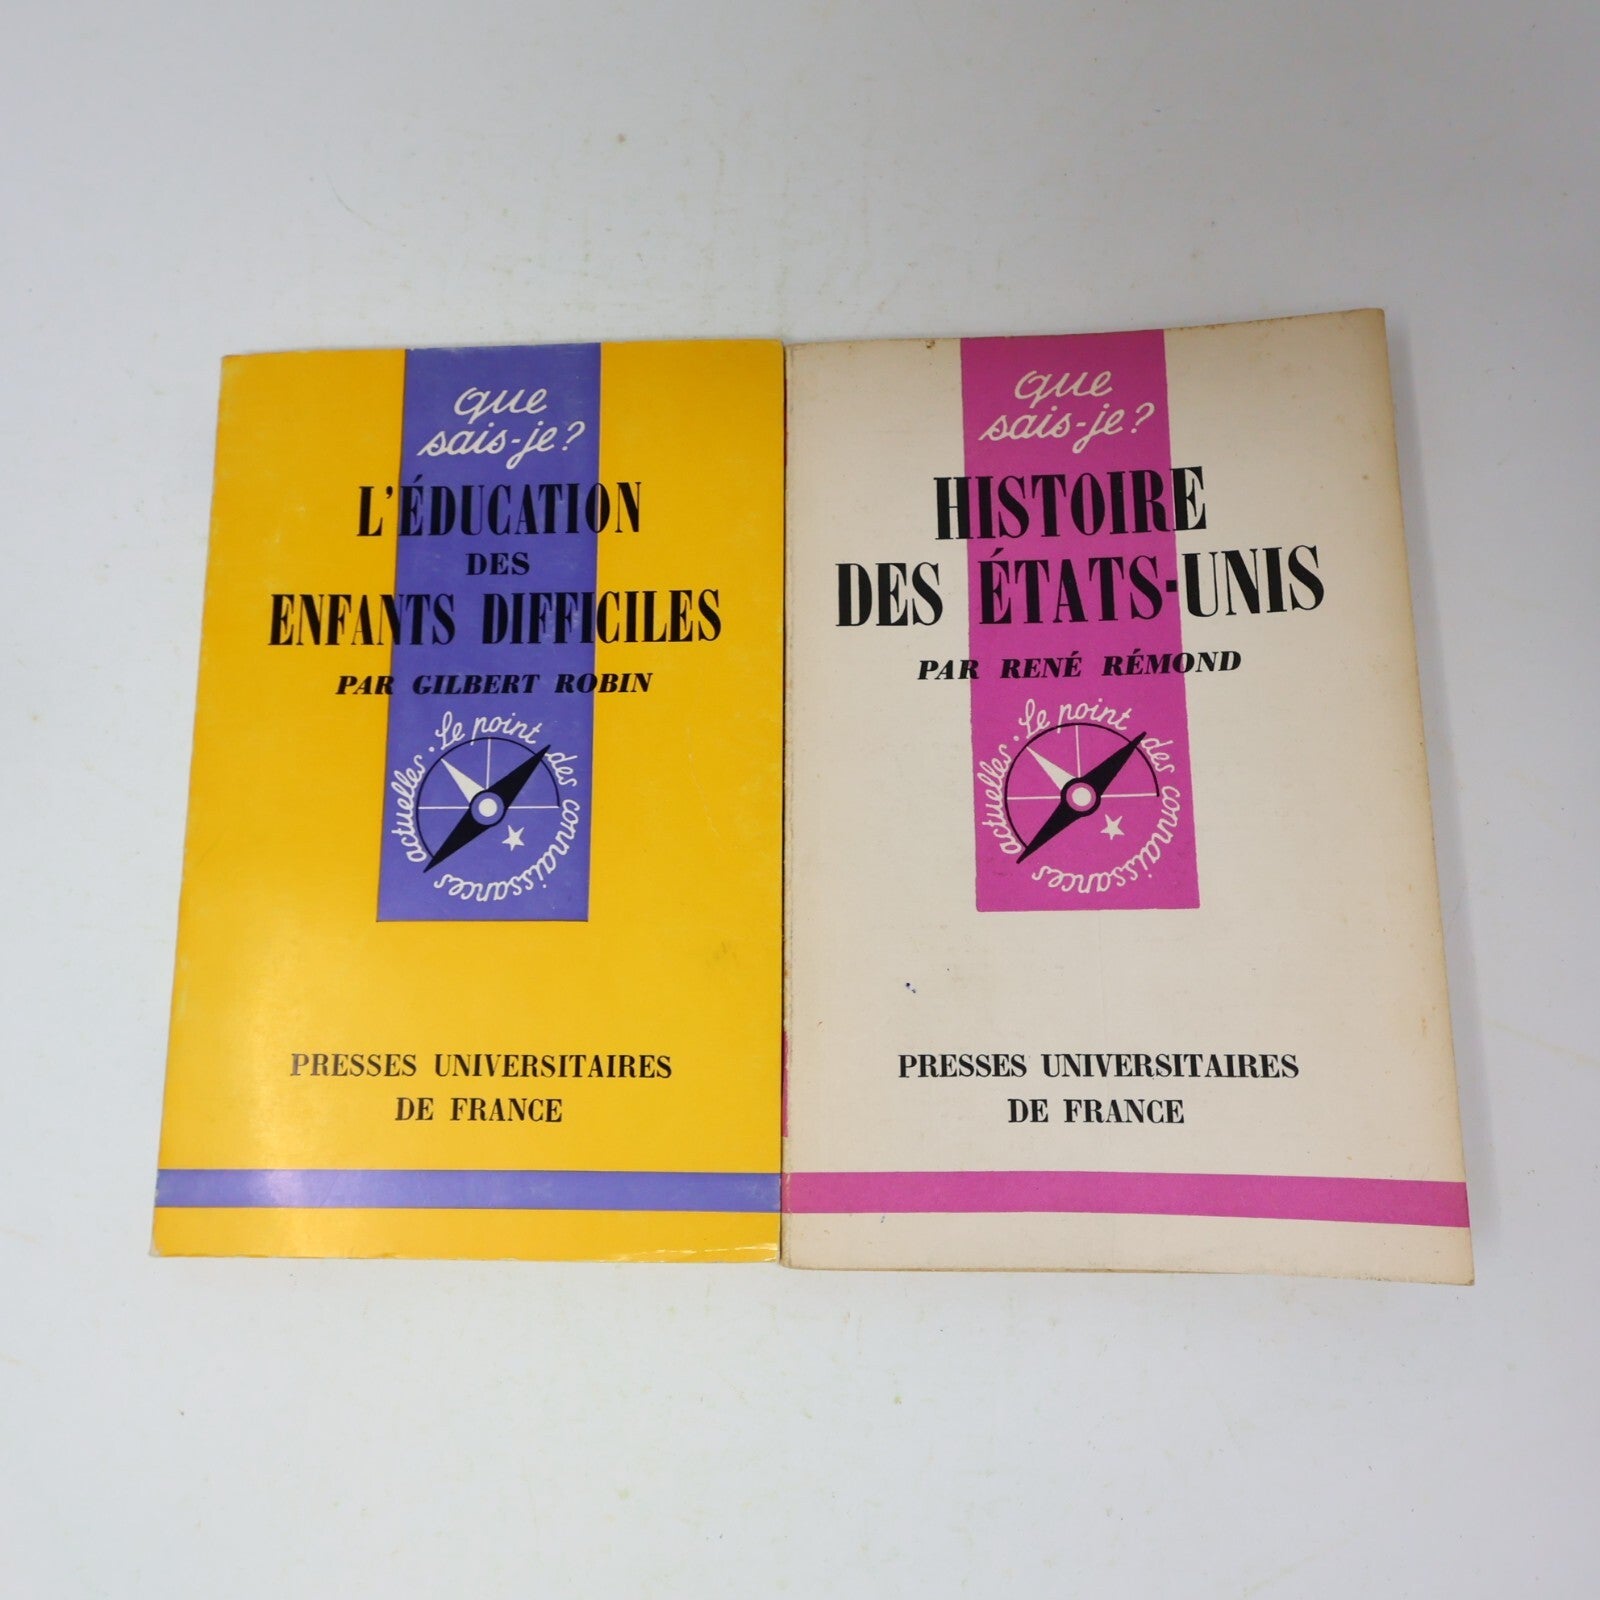 que
sais-je?
L'ÉDUCATION
DES
ENFANTS DIFFICILES
PAR GILBERT ROBIN
Le point des connaissances actuelles.
PRESSES UNIVERSITAIRES
DE FRANCE
que
sais-je?
HISTOIRE
DES ÉTATS-UNIS
PAR RENÉ RÉMOND
Le point des connaissances actuelles.
PRESSES UNIVERSITAIRES
DE FRANCE